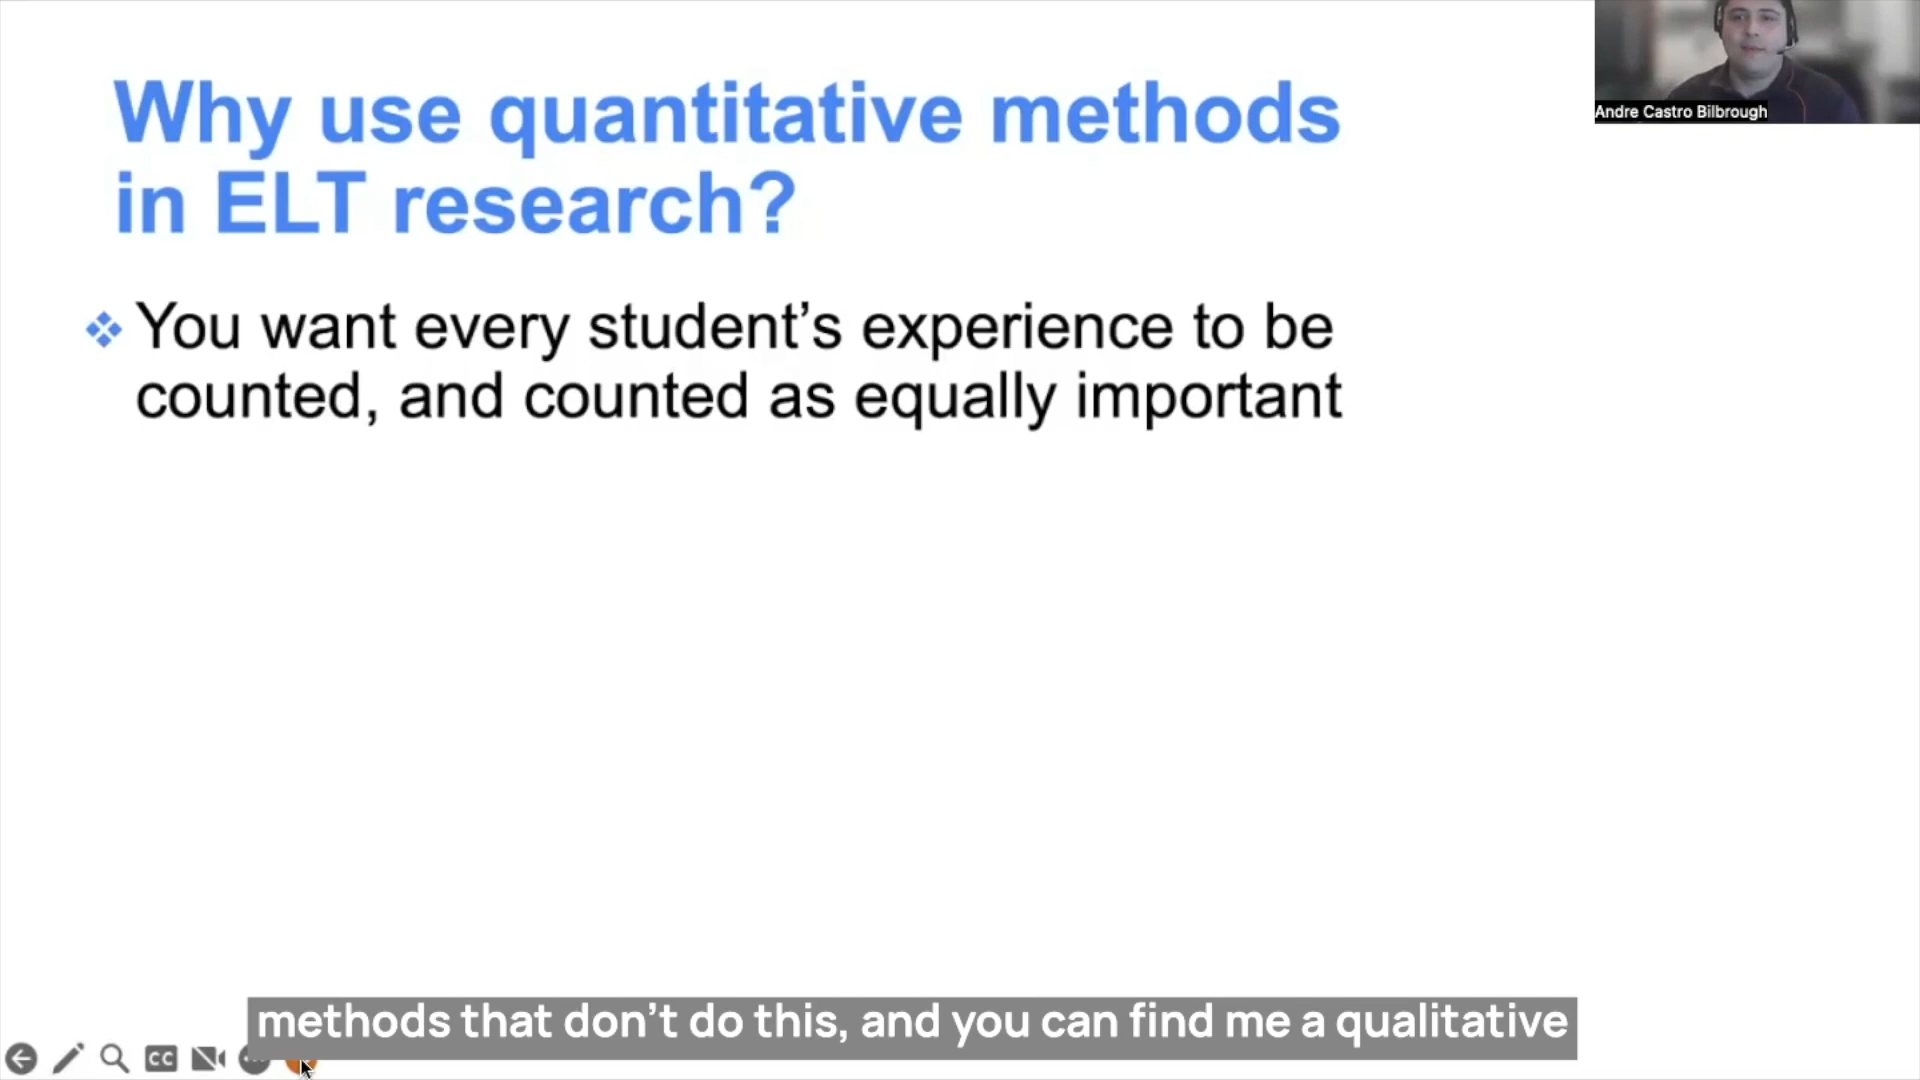 Why use quantitative methods
in ELT research?
You want every student’s experience to be
counted, and counted as equally important
Andre Castro Bilbrough
methods that don’t do this, and you can find me a qualitative
CC